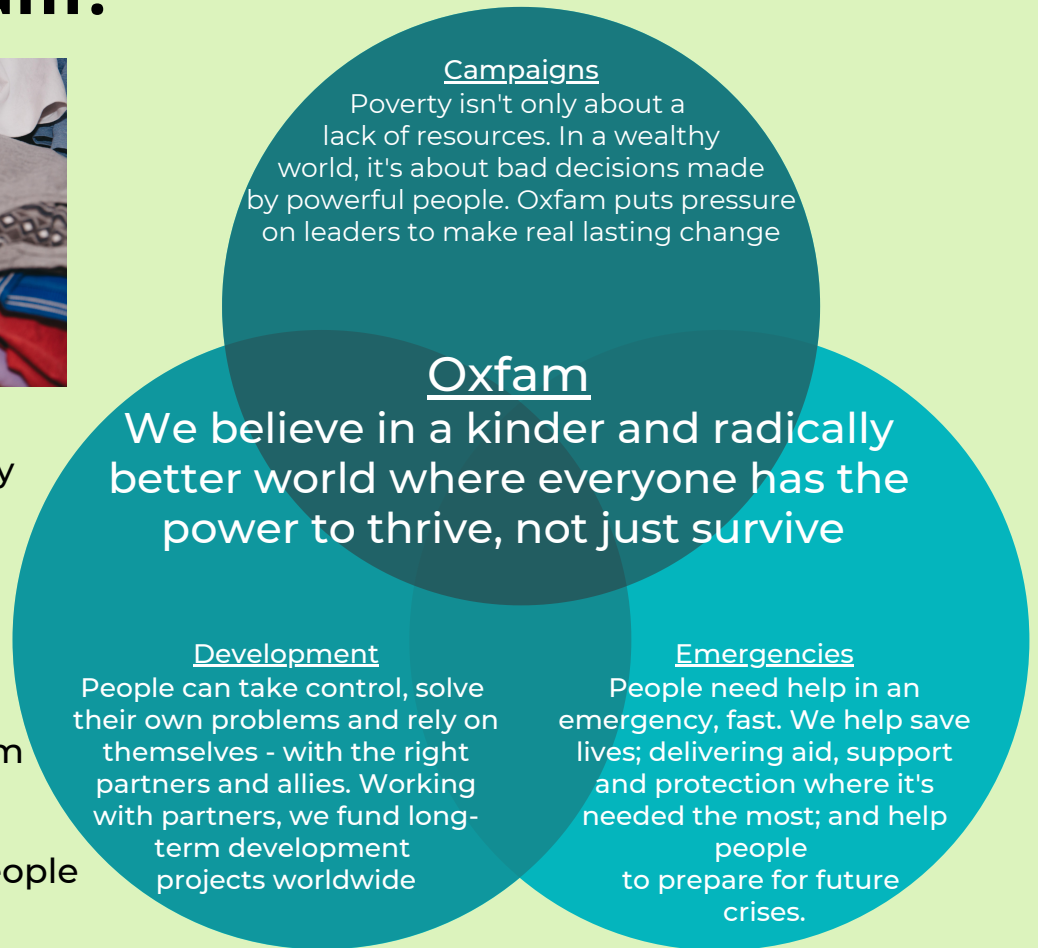 Campaigns
Poverty isn't only about a
lack of resources. In a wealthy
world, it's about bad decisions made
by powerful people. Oxfam puts pressure
on leaders to make real lasting change
Oxfam
We believe in a kinder and radically
better world where everyone has the
power to thrive, not just survive
Development
People can take control, solve
their own problems and rely on
themselves - with the right
partners and allies. Working
with partners, we fund long-
term development
projects worldwide
Emergencies
People need help in an
emergency, fast. We help save
lives; delivering aid, support
and protection where it's
needed the most; and help
people
to prepare for future
crises.